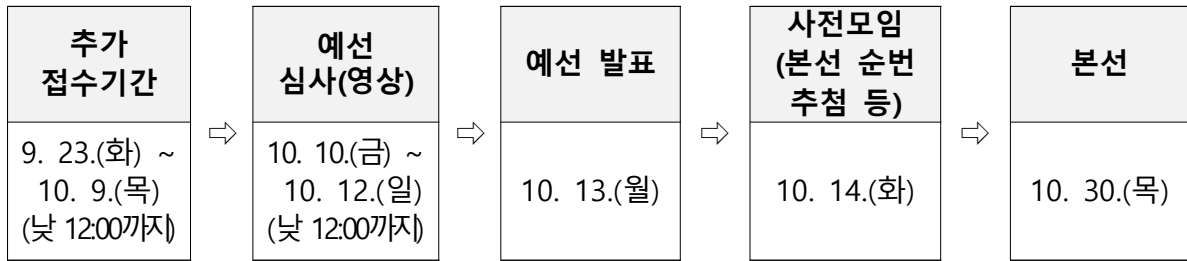 추가
접수기간
9. 23.(화) ~
10. 9.(목)
(낮 12:00까지)
⇨
예선
심사(영상)
10. 10.(금) ~
10. 12.(일)
(낮 12:00까지)
⇨
예선 발표
10. 13.(월)
⇨
사전모임
(본선 순번
추첨 등)
10. 14.(화)
⇨
본선
10. 30.(목)